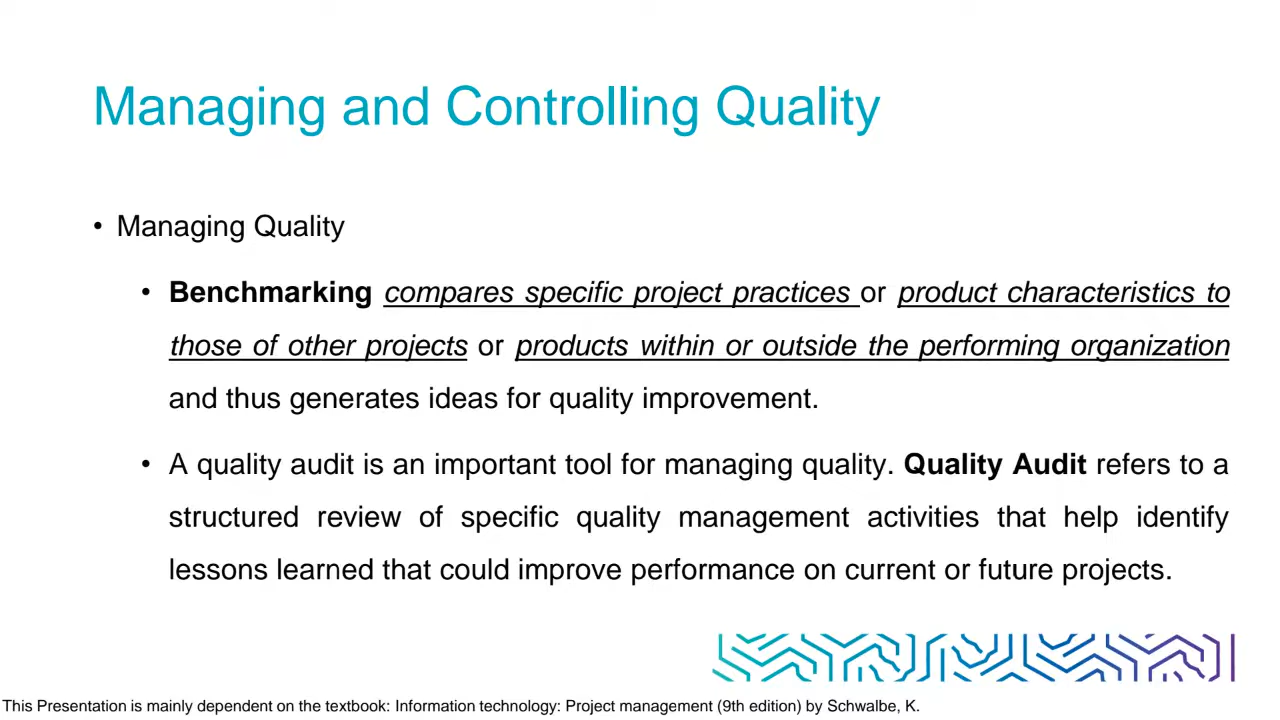 Managing and Controlling Quality
• Managing Quality
• Benchmarking compares specific project practices or product characteristics to
those of other projects or products within or outside the performing organization
and thus generates ideas for quality improvement.
• A quality audit is an important tool for managing quality. Quality Audit refers to a
structured review of specific quality management activities that help identify
lessons learned that could improve performance on current or future projects.
This Presentation is mainly dependent on the textbook: Information technology: Project management (9th edition) by Schwalbe, K.